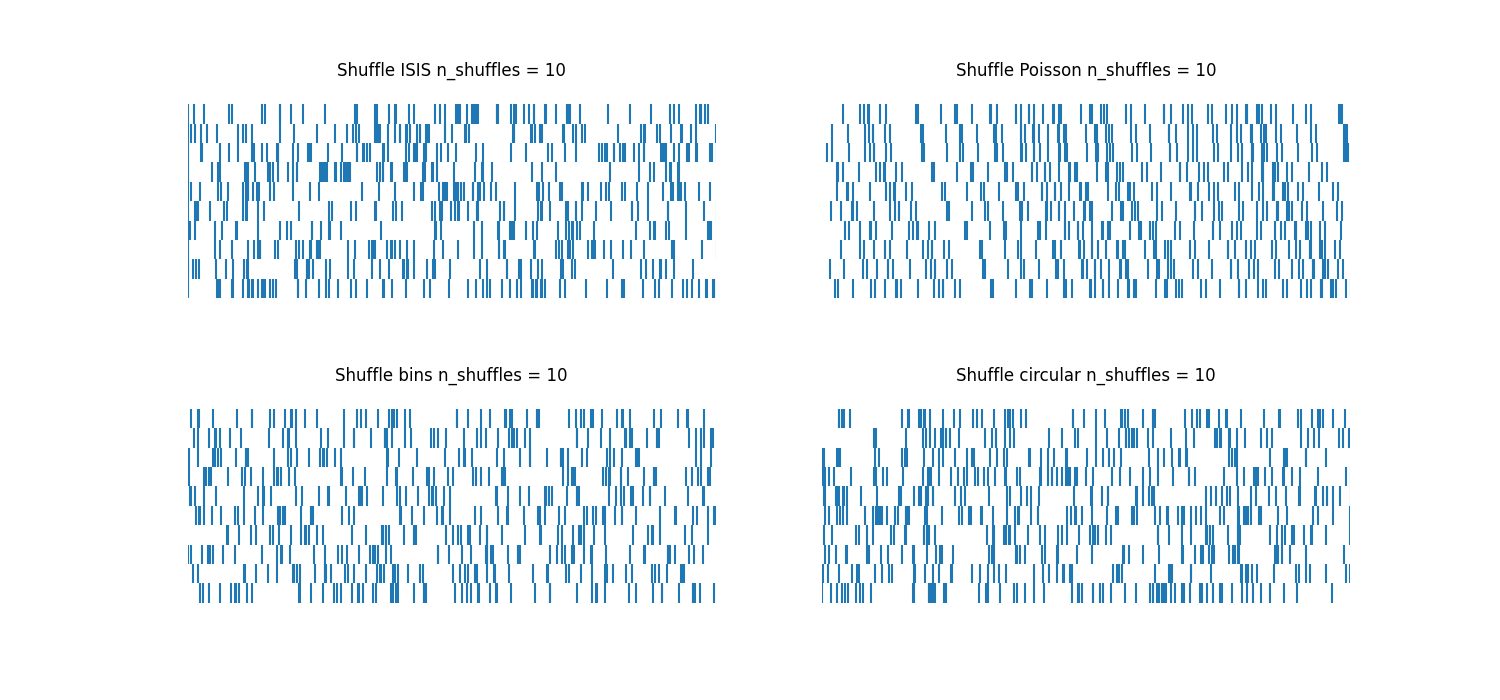 Shuffle ISIS n_shuffles = 10
Shuffle Poisson n_shuffles = 10
Shuffle bins n_shuffles = 10
Shuffle circular n_shuffles = 10